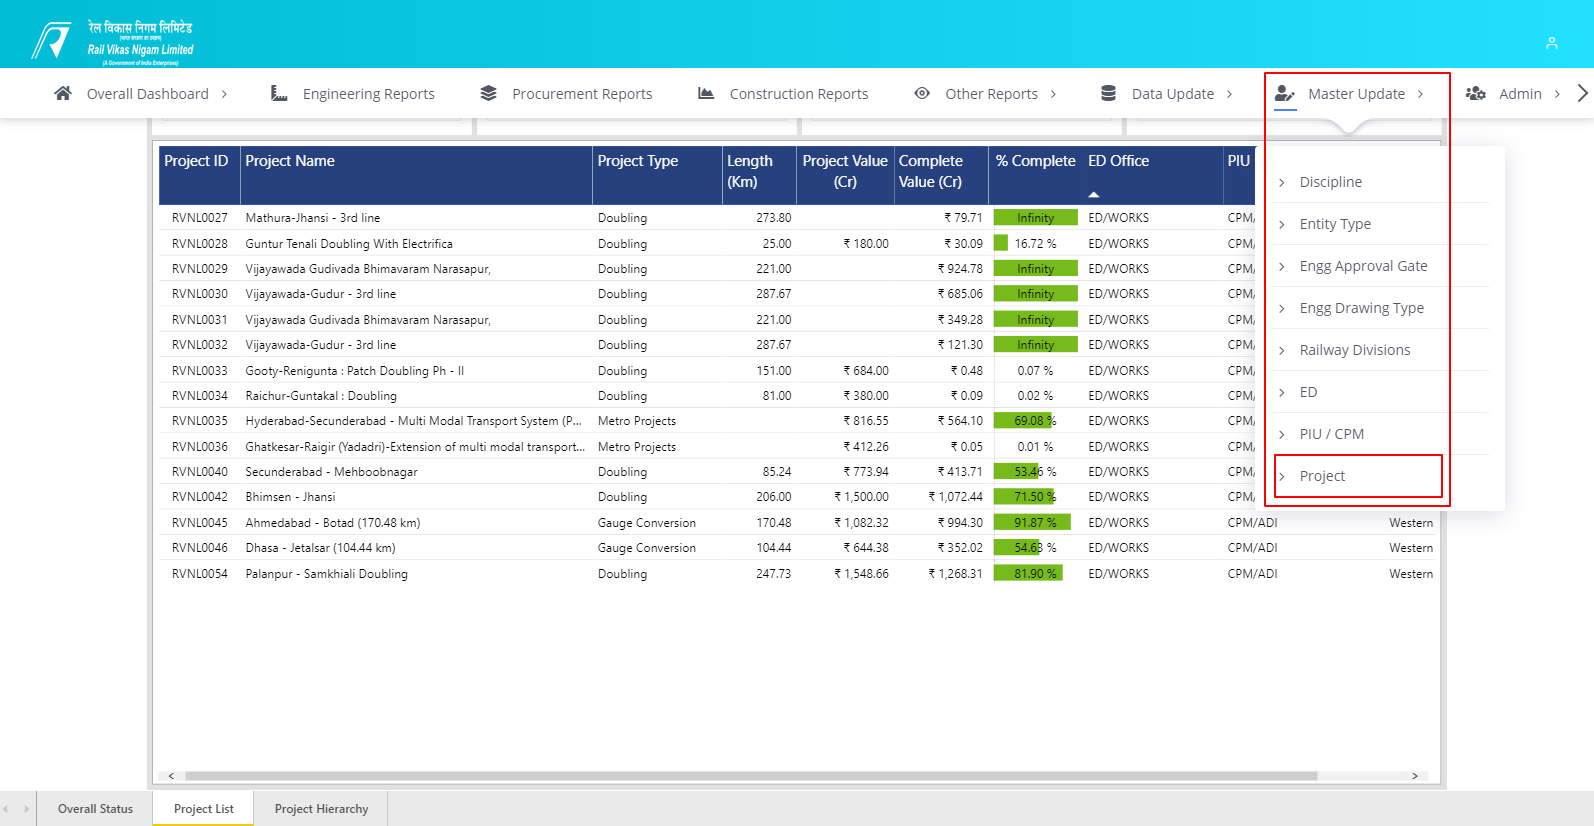 रेल विकास निगम लिमिटेड
(भारत सरकार का उपक्रम)
Rail Vikas Nigam Limited
(A Government of India Enterprises)
Overall Dashboard
Engineering Reports
Procurement Reports
Construction Reports
Other Reports
Data Update
Master Update
Admin
Project ID Project Name Project Type Length (Km) Project Value (Cr) Complete Value (Cr) % Complete ED Office PIU
RVNL0027 Mathura-Jhansi - 3rd line Doubling 273.80 ₹ 79.71 Infinity ED/WORKS CPM/
RVNL0028 Guntur Tenali Doubling With Electrifica Doubling 25.00 ₹ 180.00 ₹ 30.09 16.72 % ED/WORKS CPM/
RVNL0029 Vijayawada Gudivada Bhimavaram Narasapur, Doubling 221.00 ₹ 924.78 Infinity ED/WORKS CPM/
RVNL0030 Vijayawada-Gudur - 3rd line Doubling 287.67 ₹ 685.06 Infinity ED/WORKS CPM/
RVNL0031 Vijayawada Gudivada Bhimavaram Narasapur, Doubling 221.00 ₹ 349.28 Infinity ED/WORKS CPM/
RVNL0032 Vijayawada-Gudur - 3rd line Doubling 287.67 ₹ 121.30 Infinity ED/WORKS CPM/
RVNL0033 Gooty-Renigunta : Patch Doubling Ph - II Doubling 151.00 ₹ 684.00 ₹ 0.48 0.07 % ED/WORKS CPM/
RVNL0034 Raichur-Guntakal : Doubling Doubling 81.00 ₹ 380.00 ₹ 0.09 0.02 % ED/WORKS CPM/
RVNL0035 Hyderabad-Secunderabad - Multi Modal Transport System (P... Metro Projects ₹ 816.55 ₹ 564.10 69.08 % ED/WORKS CPM/
RVNL0036 Ghatkesar-Raigir (Yadadri)-Extension of multi modal transport... Metro Projects ₹ 412.26 ₹ 0.05 0.01 % ED/WORKS CPM/
RVNL0040 Secunderabad - Mehboobnagar Doubling 85.24 ₹ 773.94 ₹ 413.71 53.46 % ED/WORKS CPM/
RVNL0042 Bhimsen - Jhansi Doubling 206.00 ₹ 1,500.00 ₹ 1,072.44 71.50 % ED/WORKS CPM/
RVNL0045 Ahmedabad - Botad (170.48 km) Gauge Conversion 170.48 ₹ 1,082.32 ₹ 994.30 91.87 % ED/WORKS CPM/ADI Western
RVNL0046 Dhasa - Jetalsar (104.44 km) Gauge Conversion 104.44 ₹ 644.38 ₹ 352.02 54.63 % ED/WORKS CPM/ADI Western
RVNL0054 Palanpur - Samkhiali Doubling Doubling 247.73 ₹ 1,548.66 ₹ 1,268.31 81.90 % ED/WORKS CPM/ADI Western
Discipline
Entity Type
Engg Approval Gate
Engg Drawing Type
Railway Divisions
ED
PIU / CPM
Project
Overall Status
Project List
Project Hierarchy